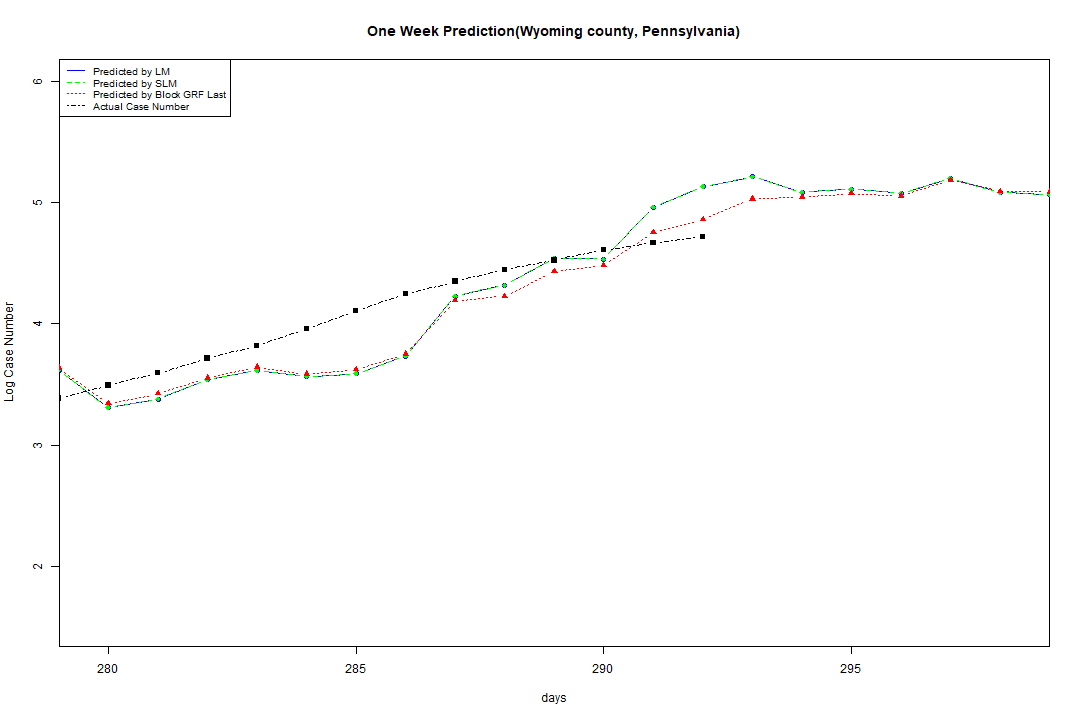 One Week Prediction(Wyoming county, Pennsylvania)
Predicted by LM
Predicted by SLM
Predicted by Block GRF Last
Actual Case Number
Log Case Number
6
5
4
3
2
280 285 290 295
days